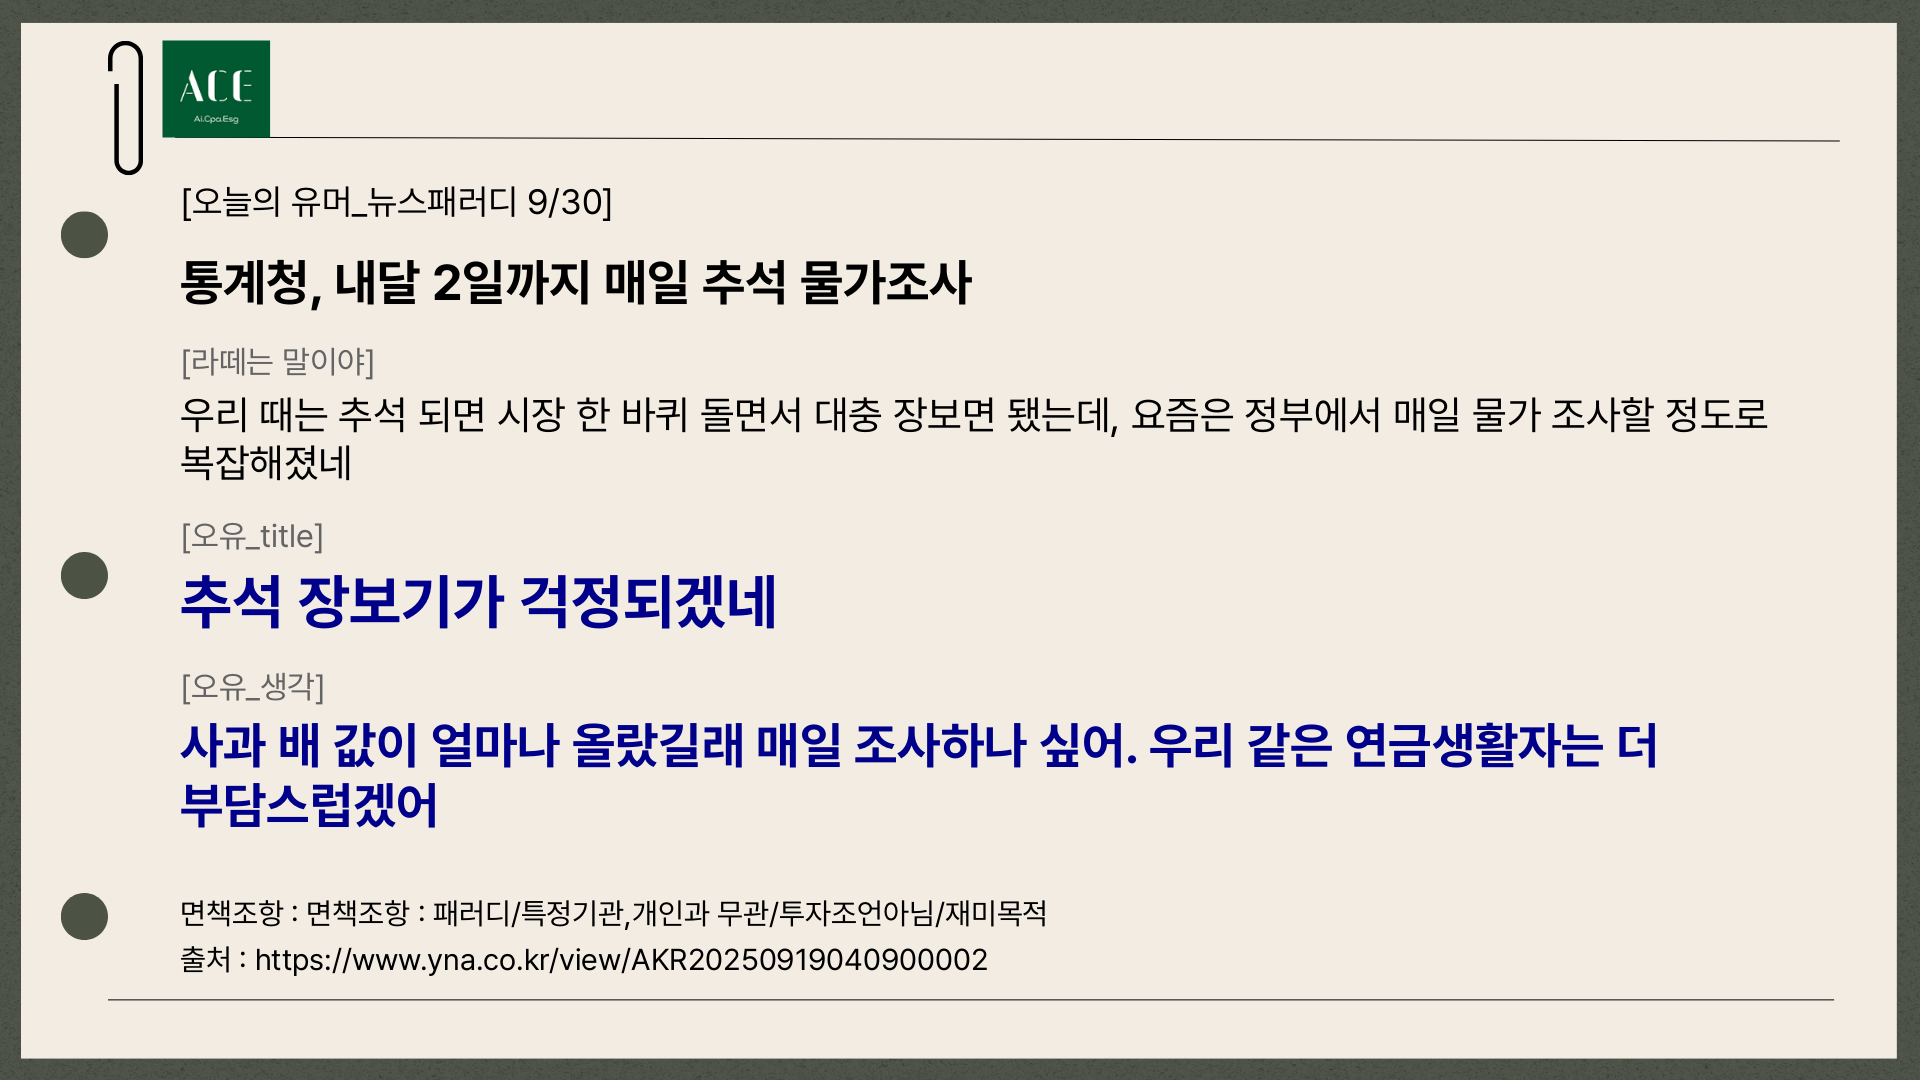 ACE
Ai.Cpa.Esg
[오늘의 유머_뉴스패러디 9/30]
통계청, 내달 2일까지 매일 추석 물가조사
[라떼는 말이야]
우리 때는 추석 되면 시장 한 바퀴 돌면서 대충 장보면 됐는데, 요즘은 정부에서 매일 물가 조사할 정도로
복잡해졌네
[오유_title]
추석 장보기가 걱정되겠네
[오유_생각]
사과 배 값이 얼마나 올랐길래 매일 조사하나 싶어. 우리 같은 연금생활자는 더
부담스럽겠어
면책조항 : 면책조항 : 패러디/특정기관,개인과 무관/투자조언아님/재미목적
출처 : https://www.yna.co.kr/view/AKR20250919040900002